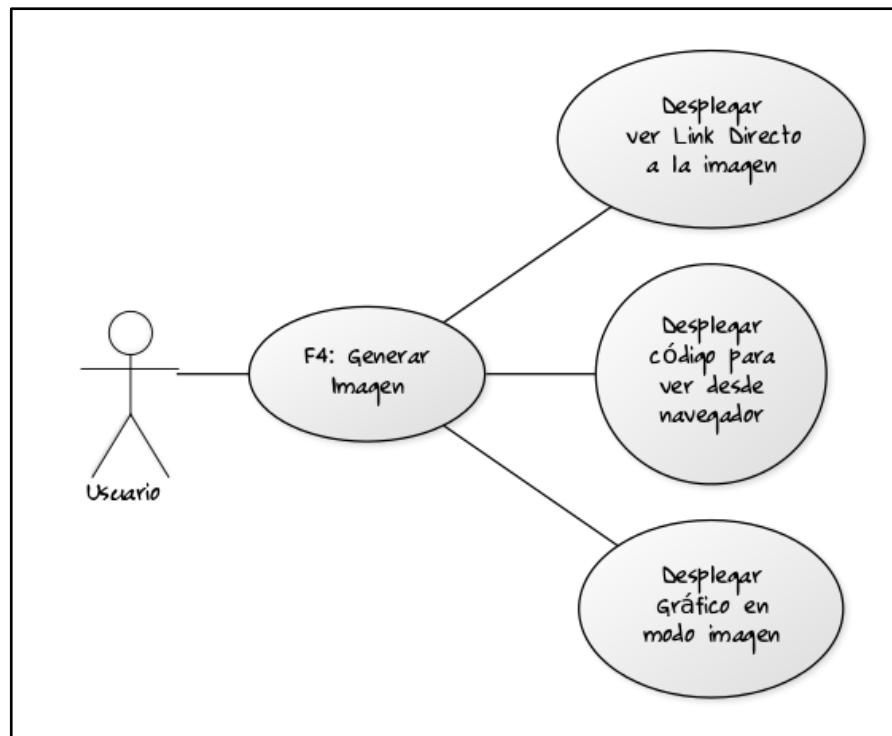 Desplegar
ver Link Directo
a la imagen
F4: Generar
Imagen
Desplegar
cÓdigo para
ver desde
navegador
Usuario
Desplegar
Gráfico en
modo imagen